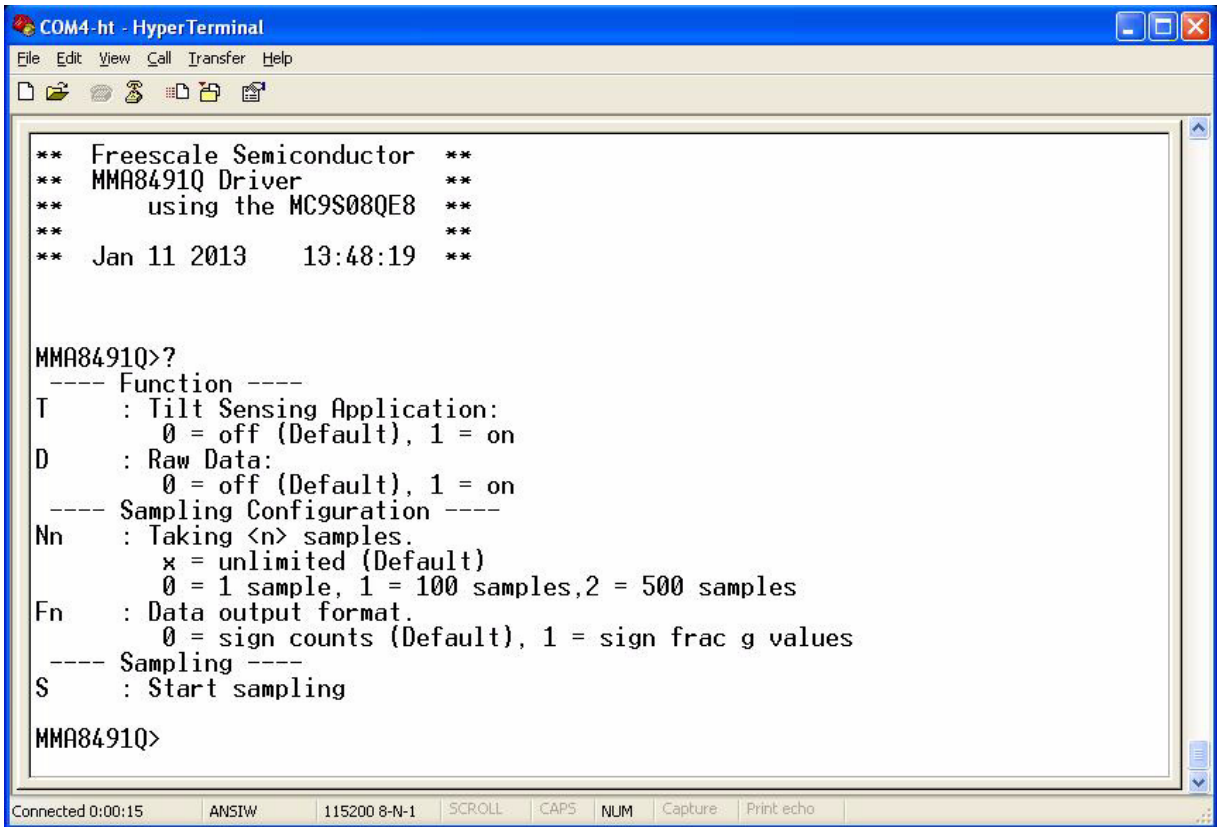 COM4-ht - HyperTerminal
File Edit View Call Transfer Help
** Freescale Semiconductor **
** MMA8491Q Driver **
** using the MC9S08QE8 **
** **
** Jan 11 2013 13:48:19 **
MMA8491Q>?
---- Function ----
T : Tilt Sensing Application:
0 = off (Default), 1 = on
D : Raw Data:
0 = off (Default), 1 = on
---- Sampling Configuration ----
Nn : Taking <n> samples.
x = unlimited (Default)
0 = 1 sample, 1 = 100 samples,2 = 500 samples
Fn : Data output format.
0 = sign counts (Default), 1 = sign frac g values
---- Sampling ----
S : Start sampling
MMA8491Q>
Connected 0:00:15 ANSIW 115200 8-N-1 SCROLL CAPS NUM Capture Print echo